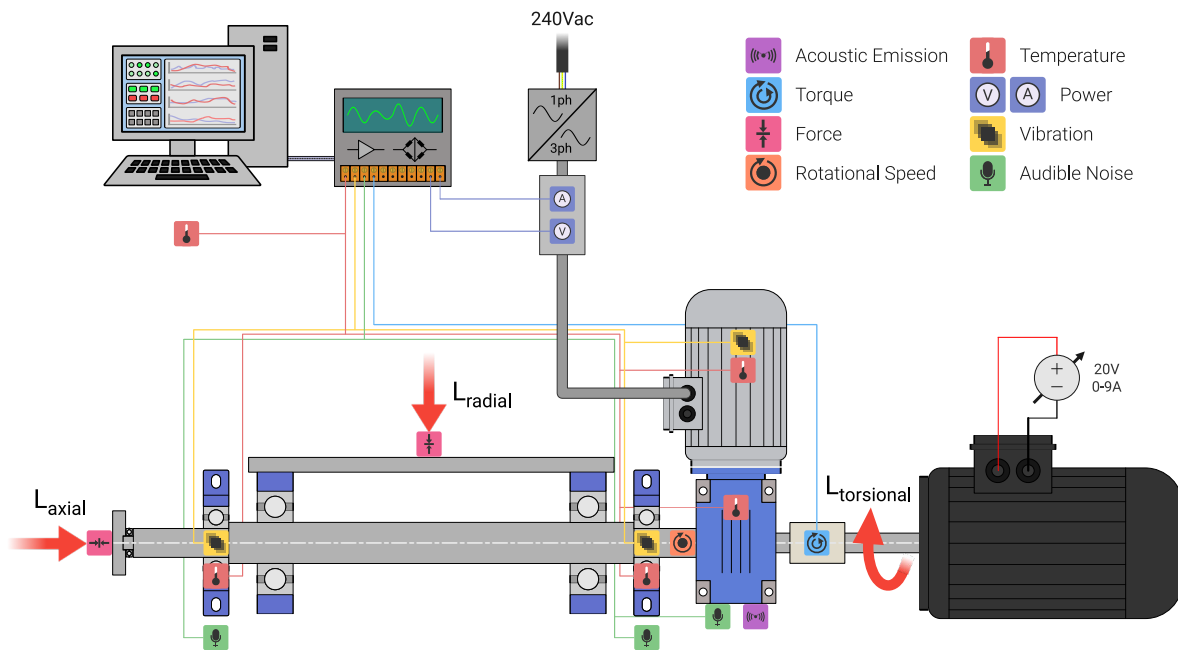 240Vac
1ph
3ph
A
V
Acoustic Emission
Torque
Force
Rotational Speed
Temperature
V A Power
Vibration
Audible Noise
Lradial
Laxial
Ltorsional
+
−
20V
0-9A